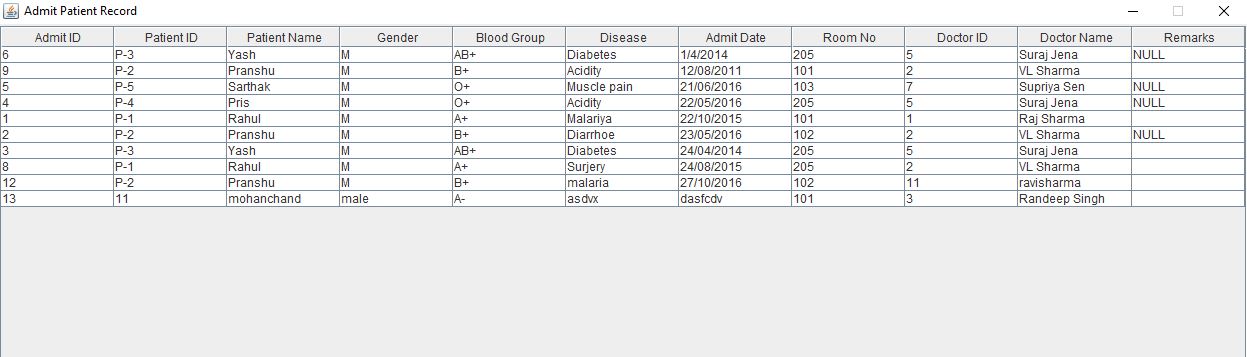 Admit Patient Record
Admit ID Patient ID Patient Name Gender Blood Group Disease Admit Date Room No Doctor ID Doctor Name Remarks
6 P-3 Yash M AB+ Diabetes 1/4/2014 205 5 Suraj Jena NULL
9 P-2 Pranshu M B+ Acidity 12/08/2011 101 2 VL Sharma
5 P-5 Sarthak M O+ Muscle pain 21/06/2016 103 7 Supriya Sen NULL
4 P-4 Pris M O+ Acidity 22/05/2016 205 5 Suraj Jena NULL
1 P-1 Rahul M A+ Malariya 22/10/2015 101 1 Raj Sharma
2 P-2 Pranshu M B+ Diarrhoe 23/05/2016 102 2 VL Sharma NULL
3 P-3 Yash M AB+ Diabetes 24/04/2014 205 5 Suraj Jena
8 P-1 Rahul M A+ Surjery 24/08/2015 205 2 VL Sharma
12 P-2 Pranshu M B+ malaria 27/10/2016 102 11 ravisharma
13 11 mohanchand male A- asdvx dasfcdv 101 3 Randeep Singh